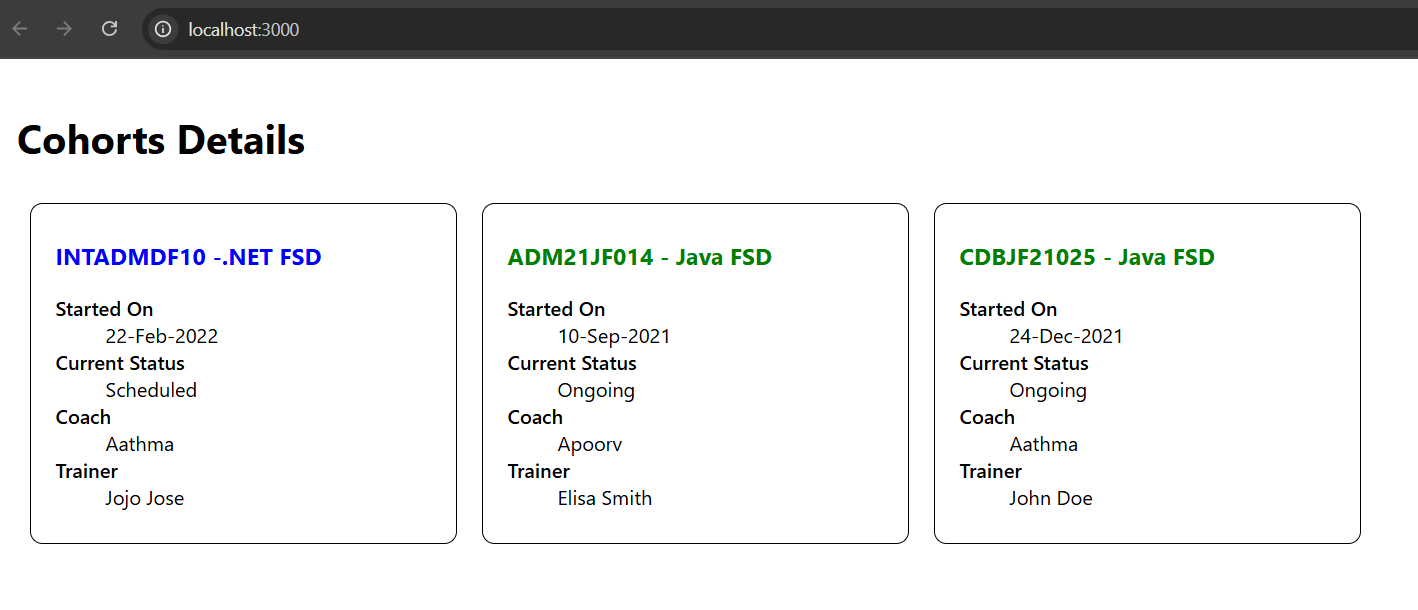 localhost:3000
Cohorts Details
INTADMDF10 -.NET FSD
Started On
22-Feb-2022
Current Status
Scheduled
Coach
Aathma
Trainer
Jojo Jose
ADM21JF014 - Java FSD
Started On
10-Sep-2021
Current Status
Ongoing
Coach
Apoorv
Trainer
Elisa Smith
CDBJF21025 - Java FSD
Started On
24-Dec-2021
Current Status
Ongoing
Coach
Aathma
Trainer
John Doe